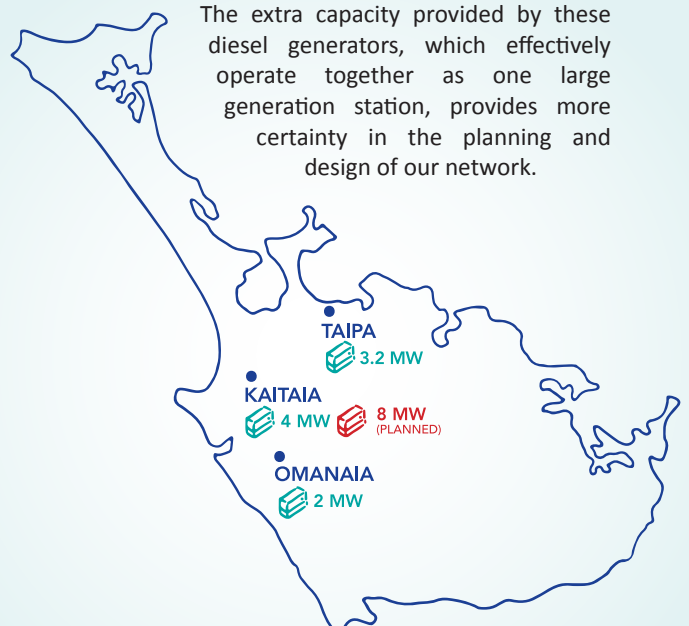 The extra capacity provided by these
diesel generators, which effectively
operate together as one large
generation station, provides more
certainty in the planning and
design of our network.
TAIPA
3.2 MW
KAITAIA
4 MW
8 MW
(PLANNED)
OMANAIA
2 MW